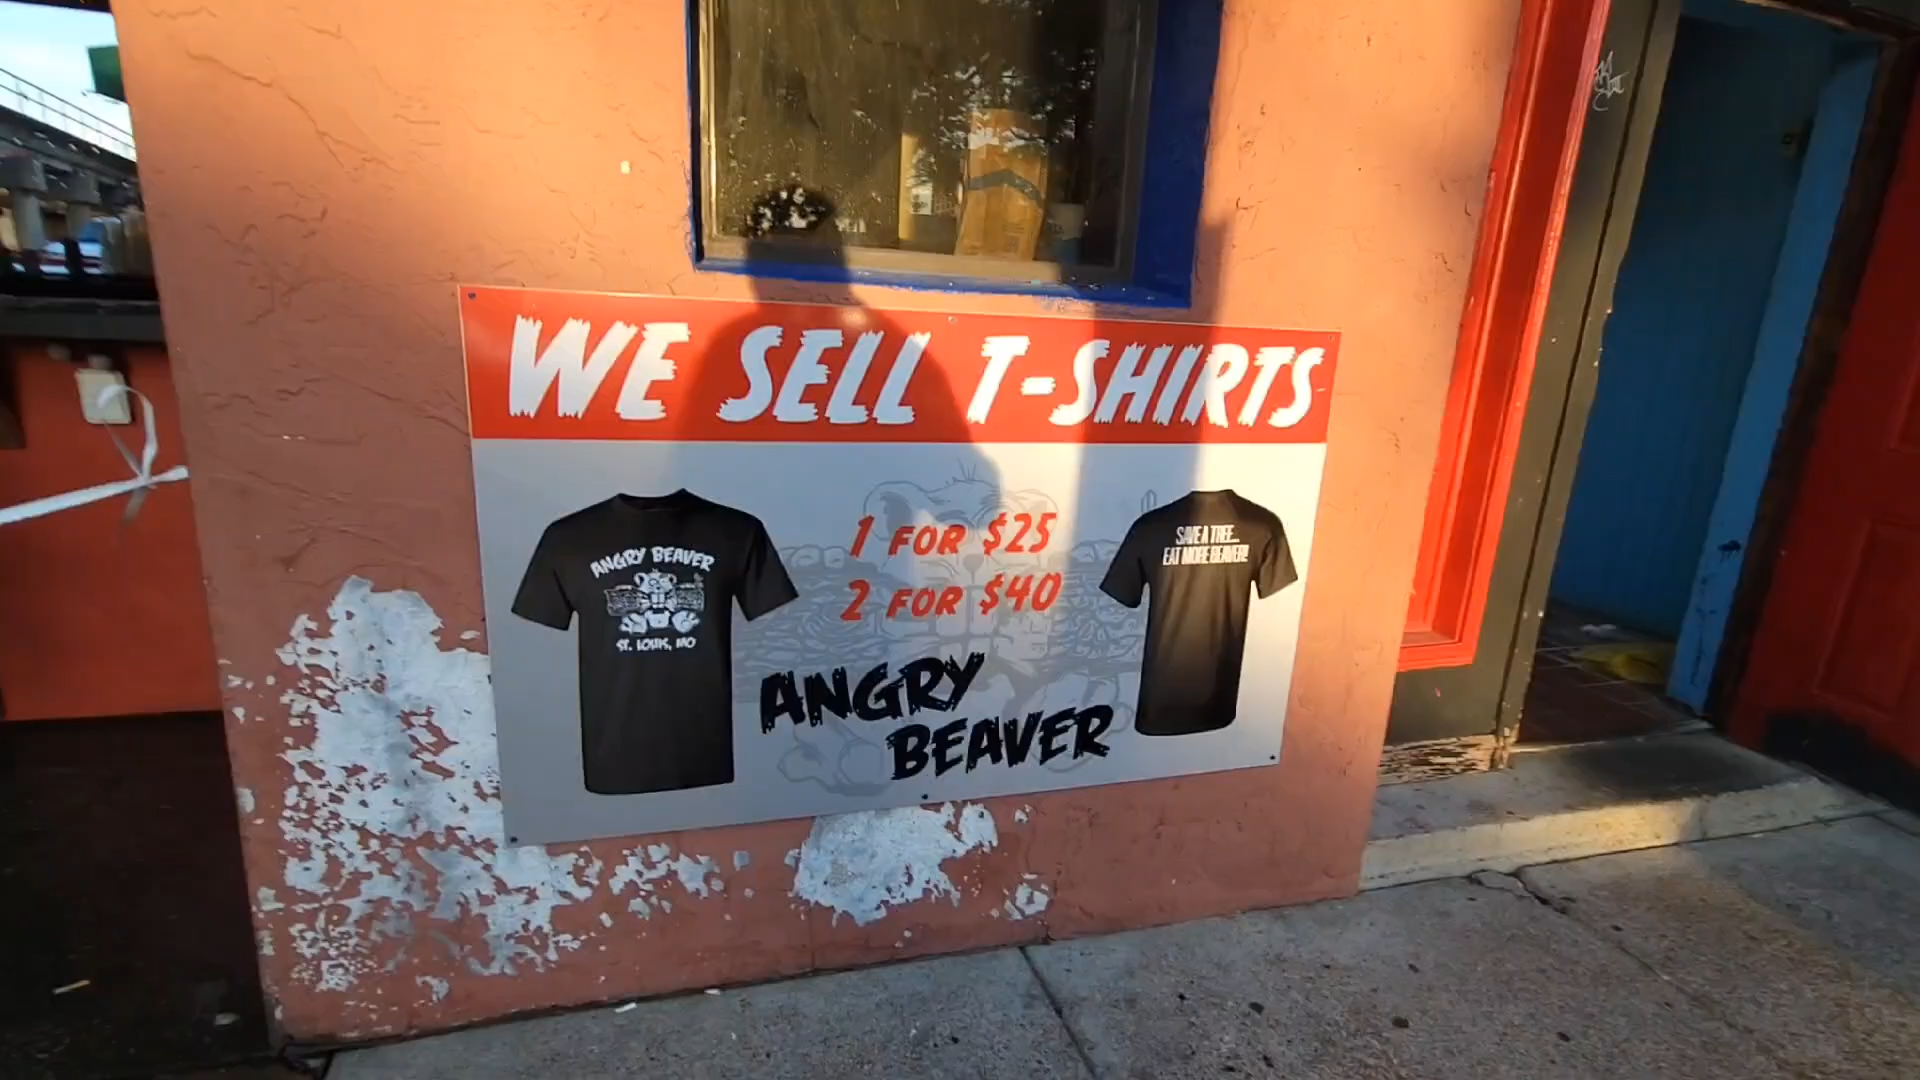 WE SELL T-SHIRTS
ANGRY BEAVER
ST. LOUIS, MO
1 FOR $25
2 FOR $40
SAVE A TREE...
EAT MORE BEAVER!
ANGRY
BEAVER